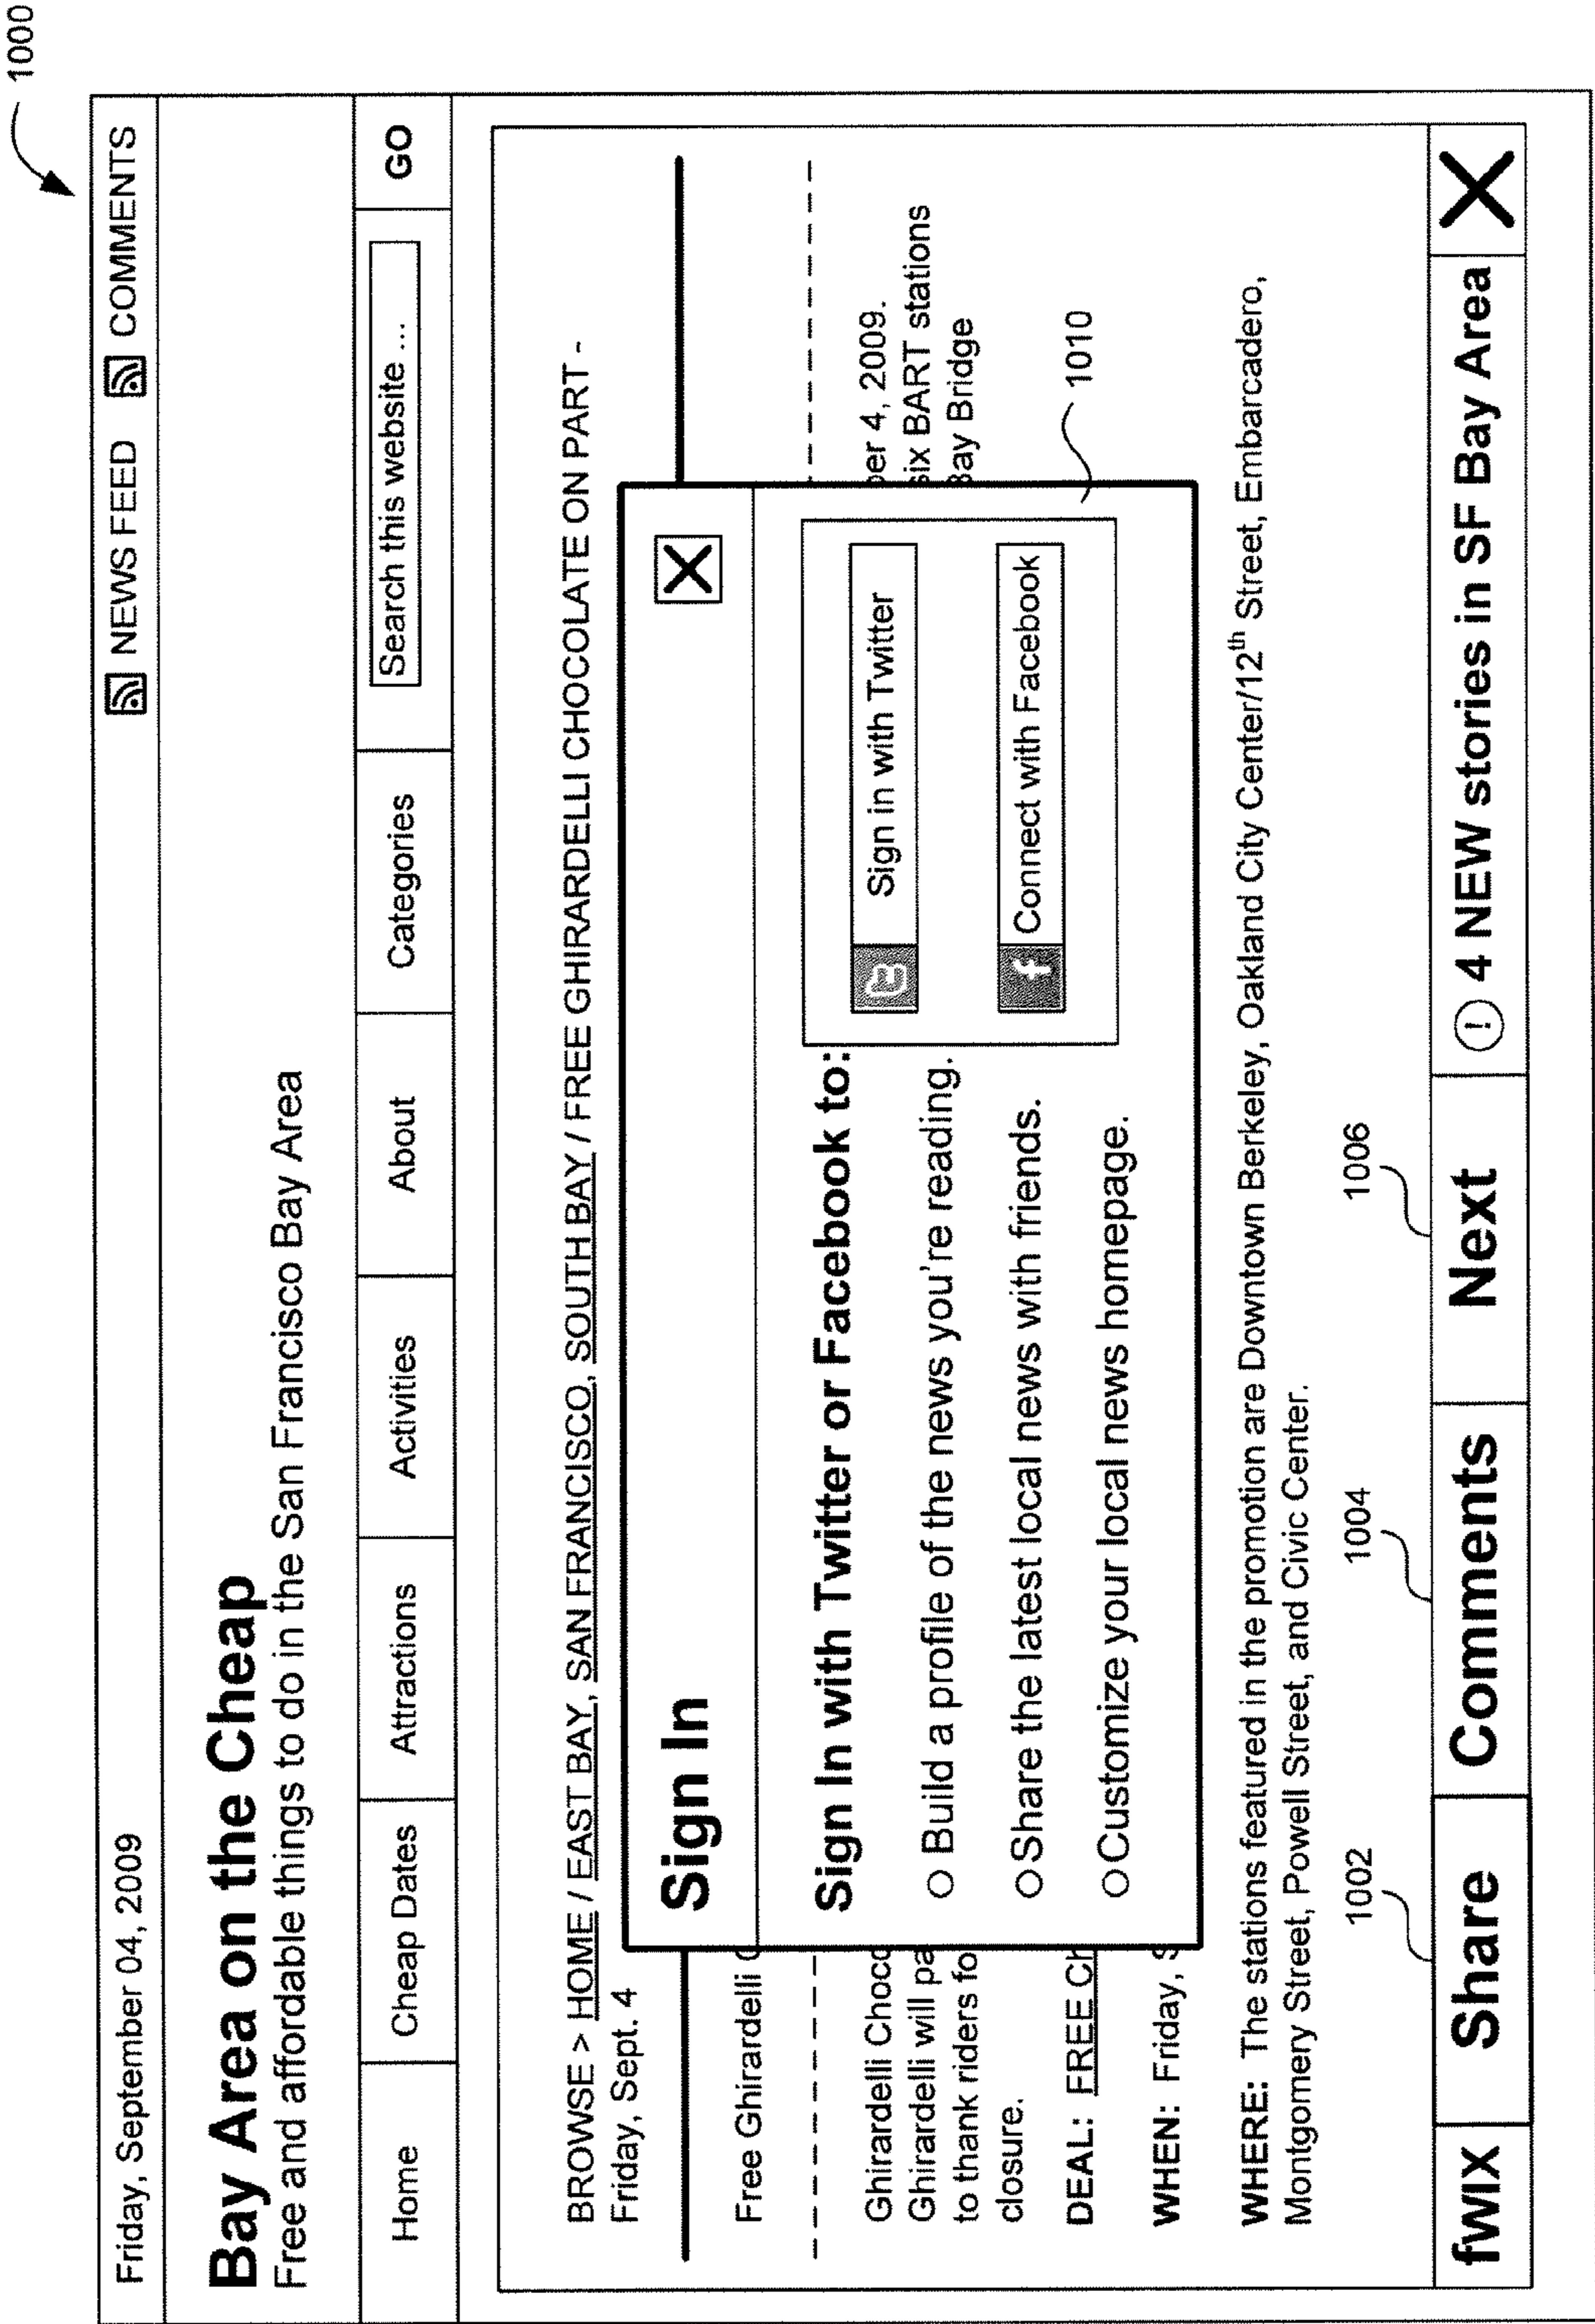 1000
Friday, September 04, 2009
NEWS FEED
COMMENTS
Bay Area on the Cheap
Free and affordable things to do in the San Francisco Bay Area
Home
Cheap Dates
Attractions
Activities
About
Categories
Search this website ...
GO
BROWSE > HOME / EAST BAY, SAN FRANCISCO, SOUTH BAY / FREE GHIRARDELLI CHOCOLATE ON PART -
Friday, Sept. 4
Sign In
X
Free Ghirardelli
Sign In with Twitter or Facebook to:
○ Build a profile of the news you're reading.
○ Share the latest local news with friends.
○ Customize your local news homepage.
Sign in with Twitter
f Connect with Facebook
1010
Ghirardelli Choco
Ghirardelli will pa
to thank riders fo
closure.
ber 4, 2009.
six BART stations
Bay Bridge
DEAL: FREE Ch
WHEN: Friday, S
WHERE: The stations featured in the promotion are Downtown Berkeley, Oakland City Center/12th Street, Embarcadero,
Montgomery Street, Powell Street, and Civic Center.
1002
1004
1006
fwix
Share
Comments
Next
! 4 NEW stories in SF Bay Area
X